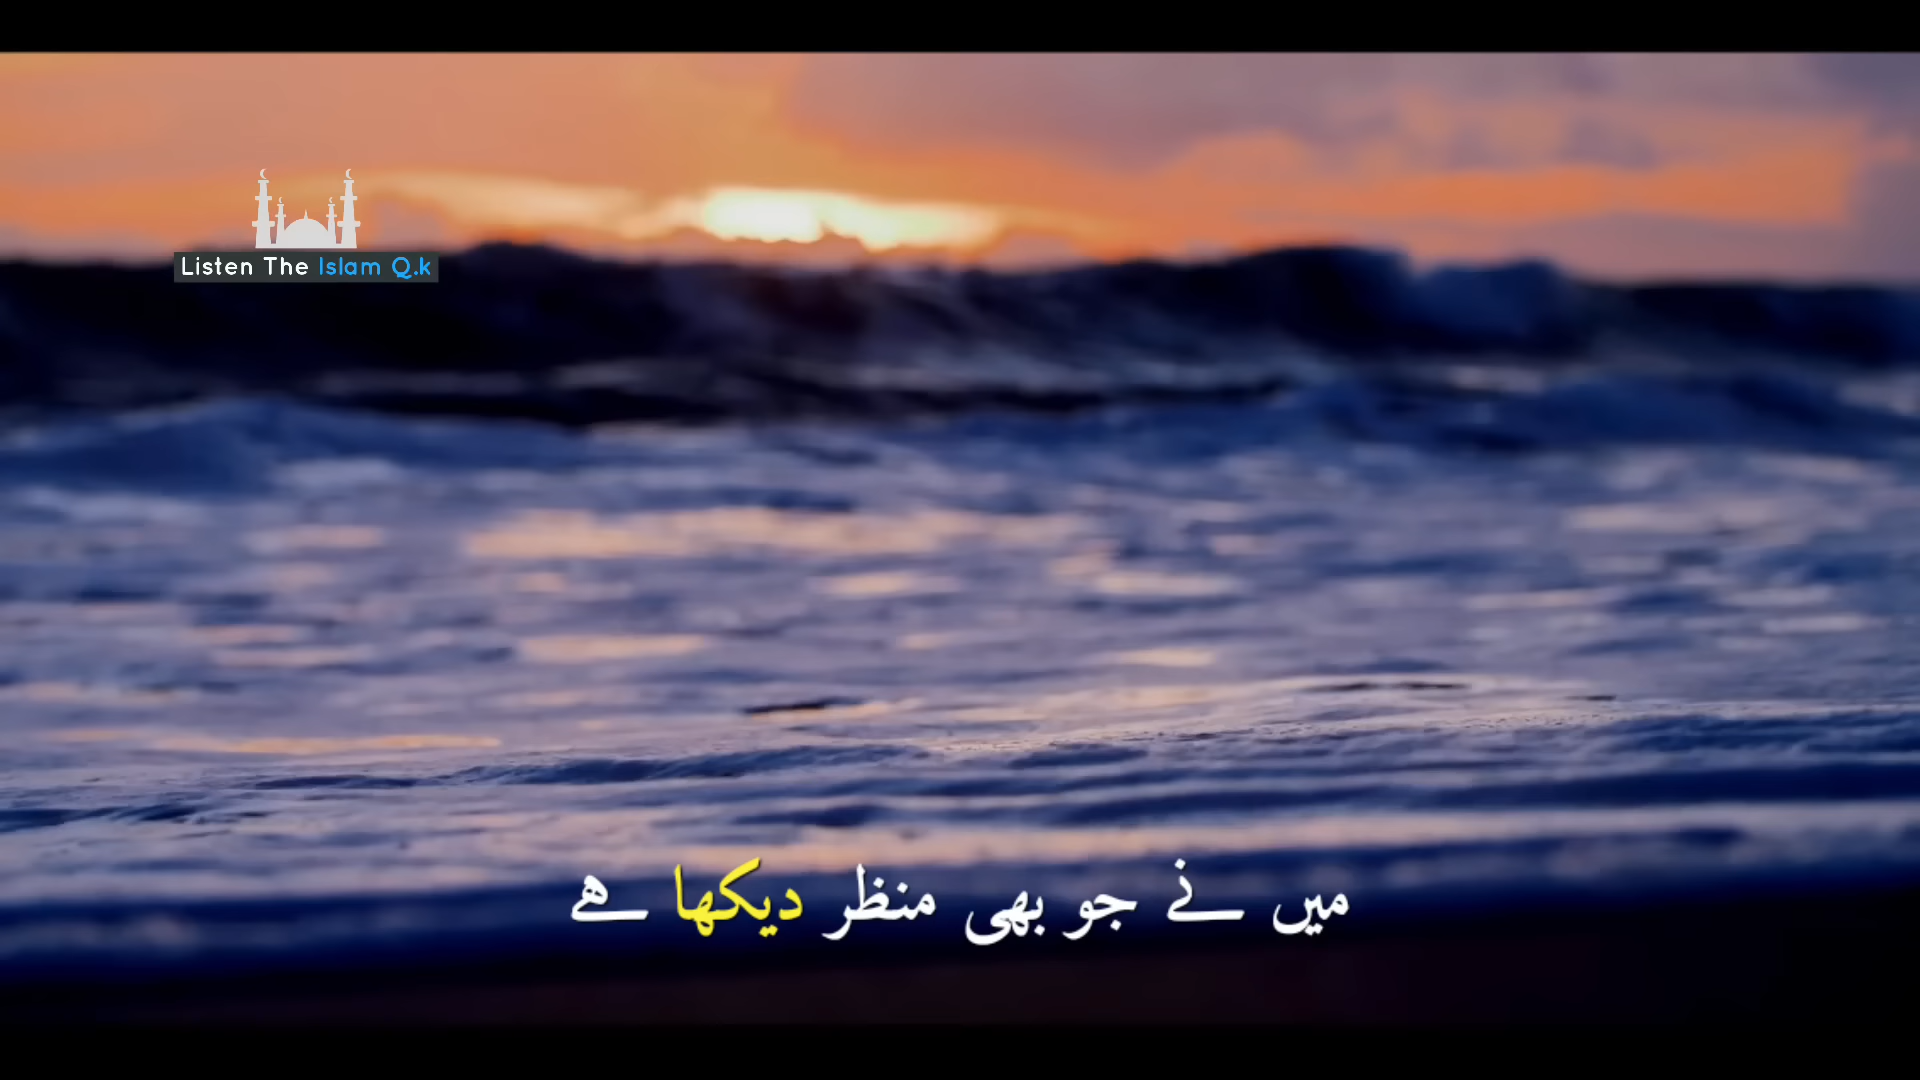 Listen The Islam Q.k
میں نے جو بھی منظر دیکھا ہے